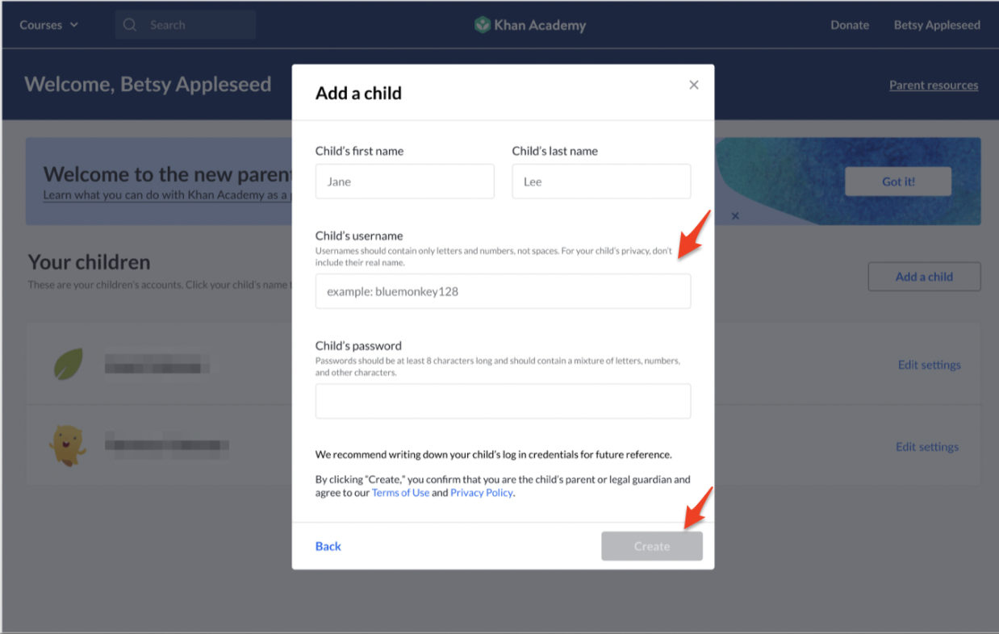 Courses
Search
Khan Academy
Donate
Betsy Appleseed
Welcome, Betsy Appleseed
Parent resources
Welcome to the new paren
Learn what you can do with Khan Academy as a
Got it!
Your children
These are your children's accounts. Click your child's name
Add a child
Edit settings
Edit settings
Add a child
Child's first name
Child's last name
Jane
Lee
Child's username
Usernames should contain only letters and numbers, not spaces. For your child's privacy, don't
include their real name.
example: bluemonkey128
Child's password
Passwords should be at least 8 characters long and should contain a mixture of letters, numbers,
and other characters.
We recommend writing down your child's log in credentials for future reference.
By clicking "Create," you confirm that you are the child's parent or legal guardian and
agree to our Terms of Use and Privacy Policy.
Back
Create